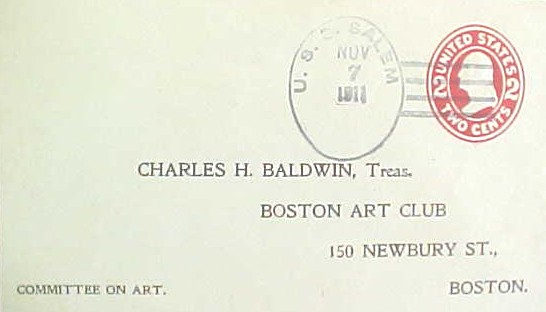 U. S. S. SALEM
NOV
7
1911
UNITED STATES
2 2
TWO CENTS
CHARLES H. BALDWIN, Treas.
BOSTON ART CLUB
150 NEWBURY ST.,
COMMITTEE ON ART.
BOSTON.